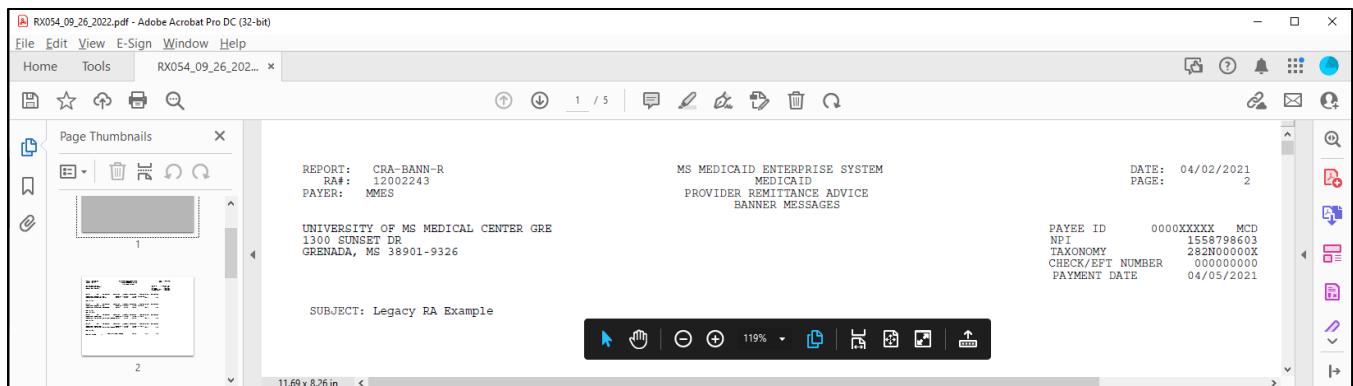 RX054_09_26_2022.pdf - Adobe Acrobat Pro DC (32-bit)
File Edit View E-Sign Window Help
Home Tools RX054_09_26_202... ×
1 / 5
Page Thumbnails ×
1
2
REPORT: CRA-BANN-R MS MEDICAID ENTERPRISE SYSTEM DATE: 04/02/2021
RA#: 12002243 MEDICAID PAGE: 2
PAYER: MMES PROVIDER REMITTANCE ADVICE
BANNER MESSAGES
UNIVERSITY OF MS MEDICAL CENTER GRE PAYEE ID 0000XXXXX MCD
1300 SUNSET DR NPI 1558798603
GRENADA, MS 38901-9326 TAXONOMY 282N00000X
CHECK/EFT NUMBER 000000000
PAYMENT DATE 04/05/2021
SUBJECT: Legacy RA Example
119%
11.69 x 8.26 in